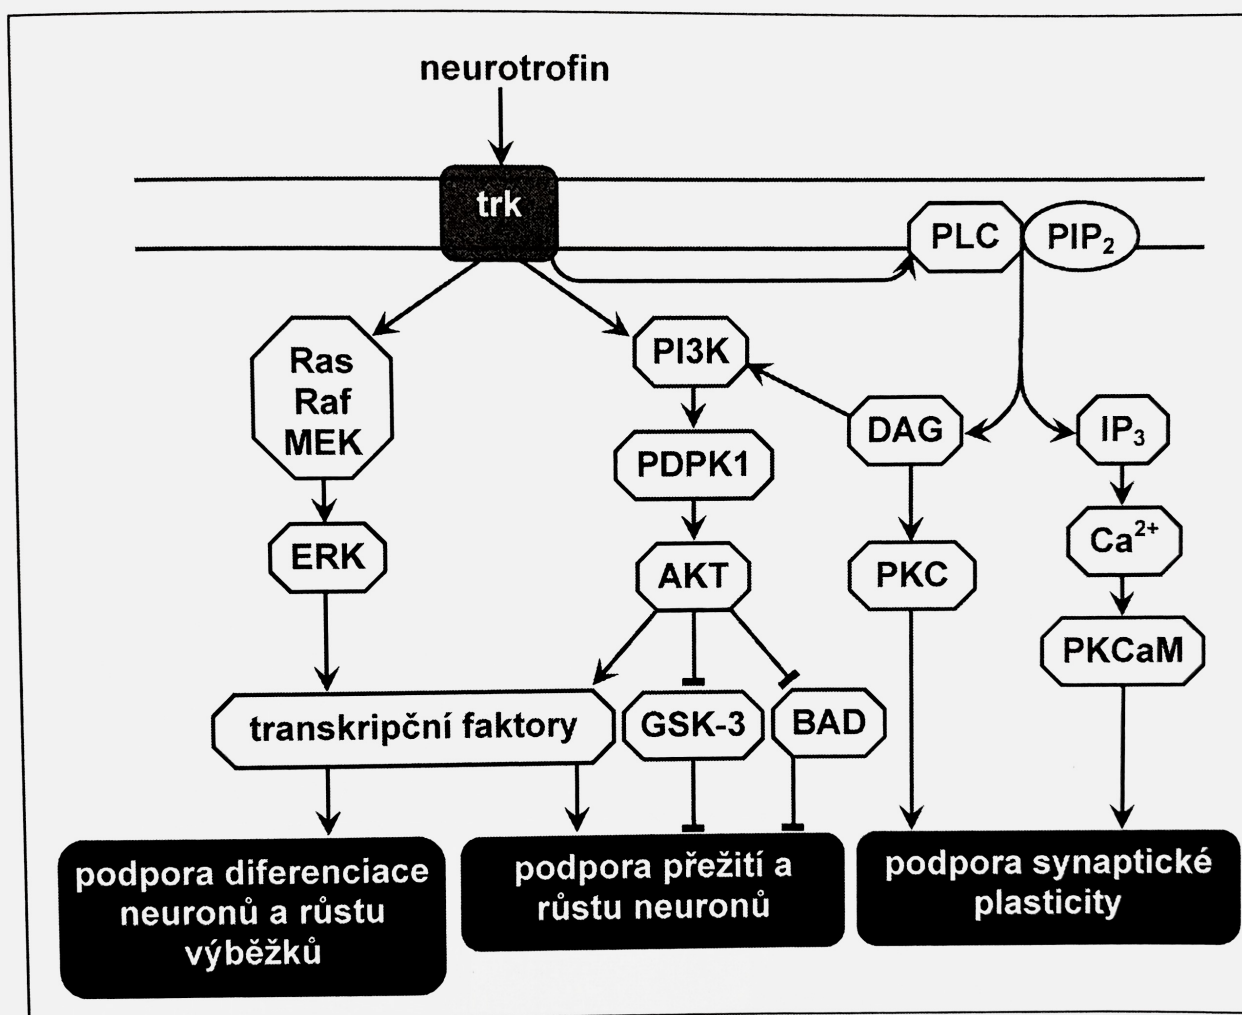 neurotrofin
trk
PLC
PIP₂
Ras
Raf
MEK
PI3K
DAG
IP₃
PDPK1
ERK
AKT
PKC
Ca²⁺
PKCaM
transkripční faktory
GSK-3
BAD
podpora diferenciace
neuronů a růstu
výběžků
podpora přežití a
růstu neuronů
podpora synaptické
plasticity